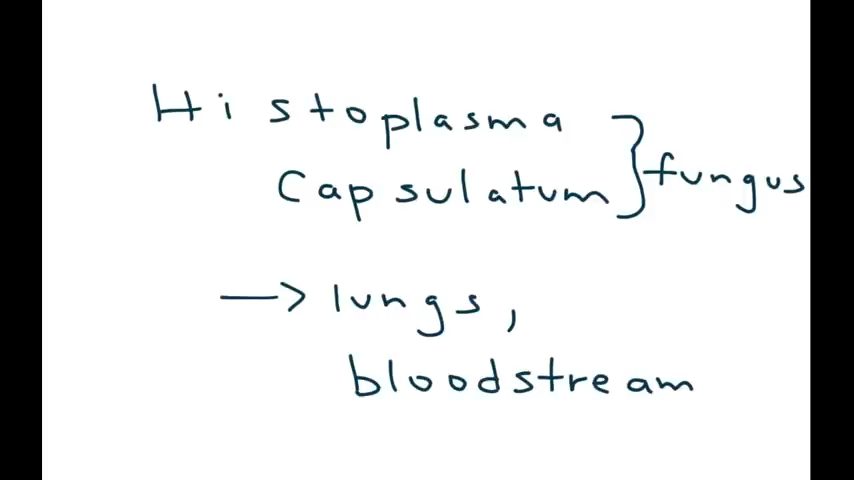 Histoplasma
Capsulatum } fungus
→ lungs,
bloodstream